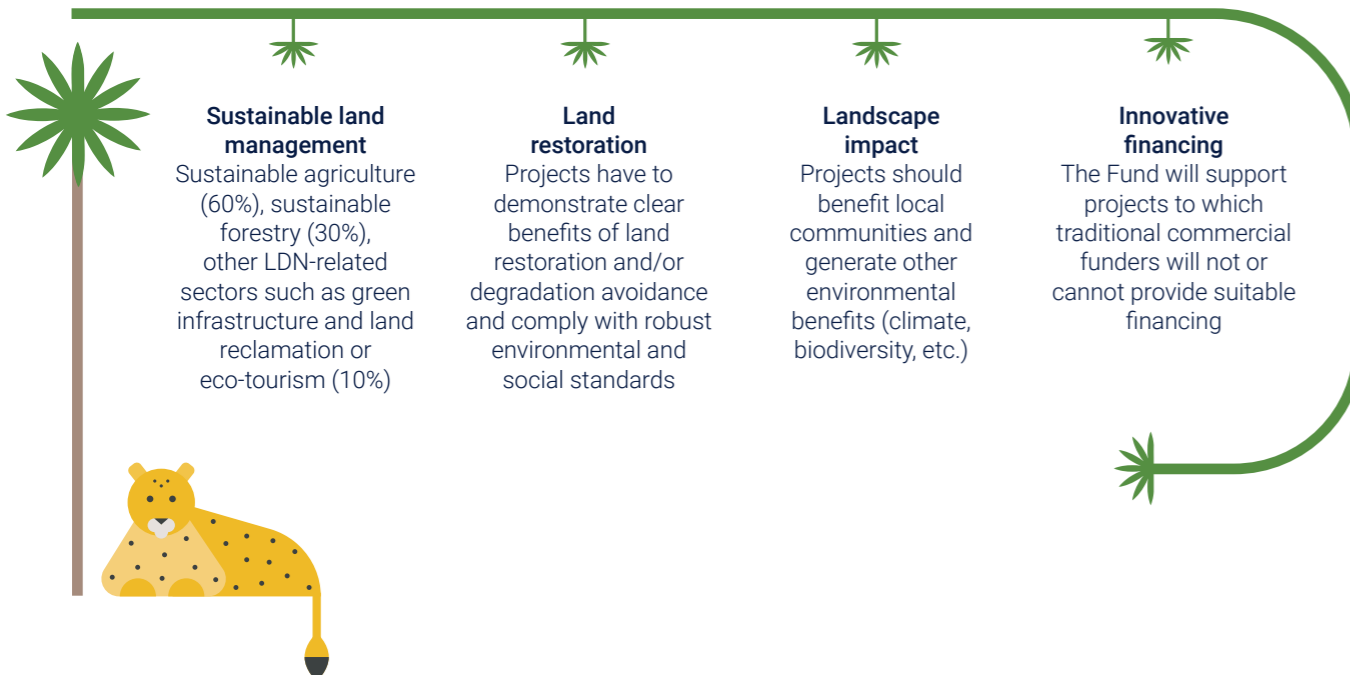 Sustainable land
management
Sustainable agriculture
(60%), sustainable
forestry (30%),
other LDN-related
sectors such as green
infrastructure and land
reclamation or
eco-tourism (10%)
Land
restoration
Projects have to
demonstrate clear
benefits of land
restoration and/or
degradation avoidance
and comply with robust
environmental and
social standards
Landscape
impact
Projects should
benefit local
communities and
generate other
environmental
benefits (climate,
biodiversity, etc.)
Innovative
financing
The Fund will support
projects to which
traditional commercial
funders will not or
cannot provide suitable
financing